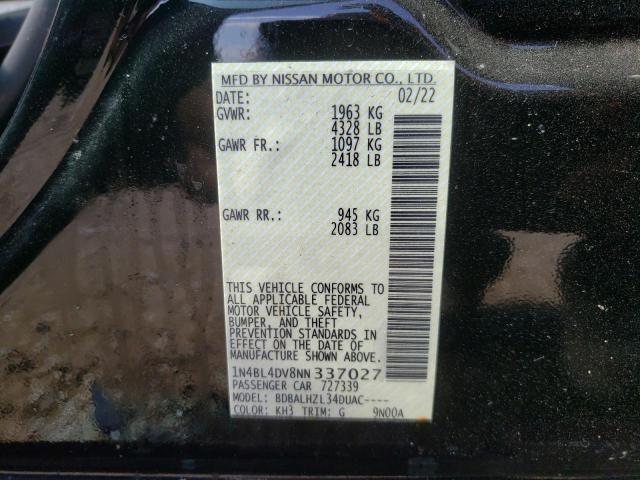 MFD BY NISSAN MOTOR CO., LTD.
DATE: 02/22
GVWR: 1963 KG
4328 LB
GAWR FR.: 1097 KG
2418 LB
GAWR RR.: 945 KG
2083 LB
THIS VEHICLE CONFORMS TO
ALL APPLICABLE FEDERAL
MOTOR VEHICLE SAFETY,
BUMPER, AND THEFT
PREVENTION STANDARDS IN
EFFECT ON THE DATE OF
MANUFACTURE SHOWN ABOVE.
1N4BL4DV8NN337027
PASSENGER CAR 727339
MODEL: BDBALHZL34DUAC----
COLOR: KH3 TRIM: G 9N00A